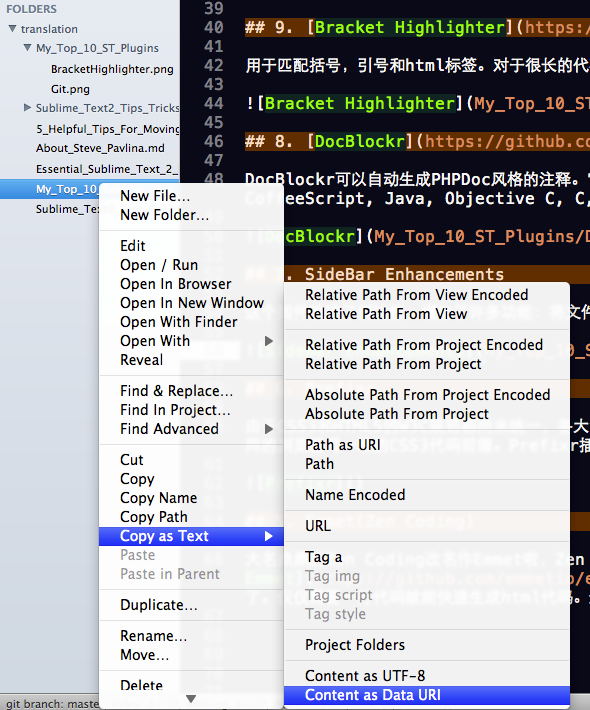 FOLDERS
translation
My_Top_10_ST_Plugins
BracketHighlighter.png
Git.png
Sublime_Text2_Tips_Tricks
5_Helpful_Tips_For_Moving
About_Steve_Pavlina.md
Essential_Sublime_Text_2_
My_Top_10
Sublime_Tex
39
40 ## 9. [Bracket Highlighter](https:
41
42 用于匹配括号，引号和html标签。对于很长的代
43
44 ![Bracket Highlighter](My_Top_10_ST
45
46 ## 8. [DocBlockr](https://github.co
47
48 DocBlockr可以自动生成PHPDoc风格的注释。
CoffeeScript, Java, Objective C, C,
![DocBlockr](My_Top_10_ST_Plugins/D
SideBar Enhancements
New File...
New Folder...
Edit
Open / Run
Open In Browser
Open In New Window
Open With Finder
Open With
Reveal
Find & Replace...
Find In Project...
Find Advanced
Cut
Copy
Copy Name
Copy Path
Copy as Text
Paste
Paste in Parent
Duplicate...
Rename...
Move...
Delete
Relative Path From View Encoded
Relative Path From View
Relative Path From Project Encoded
Relative Path From Project
Absolute Path From Project Encoded
Absolute Path From Project
Path as URI
Path
Name Encoded
URL
Tag a
Tag img
Tag script
Tag style
Project Folders
Content as UTF-8
Content as Data URI
git branch: maste